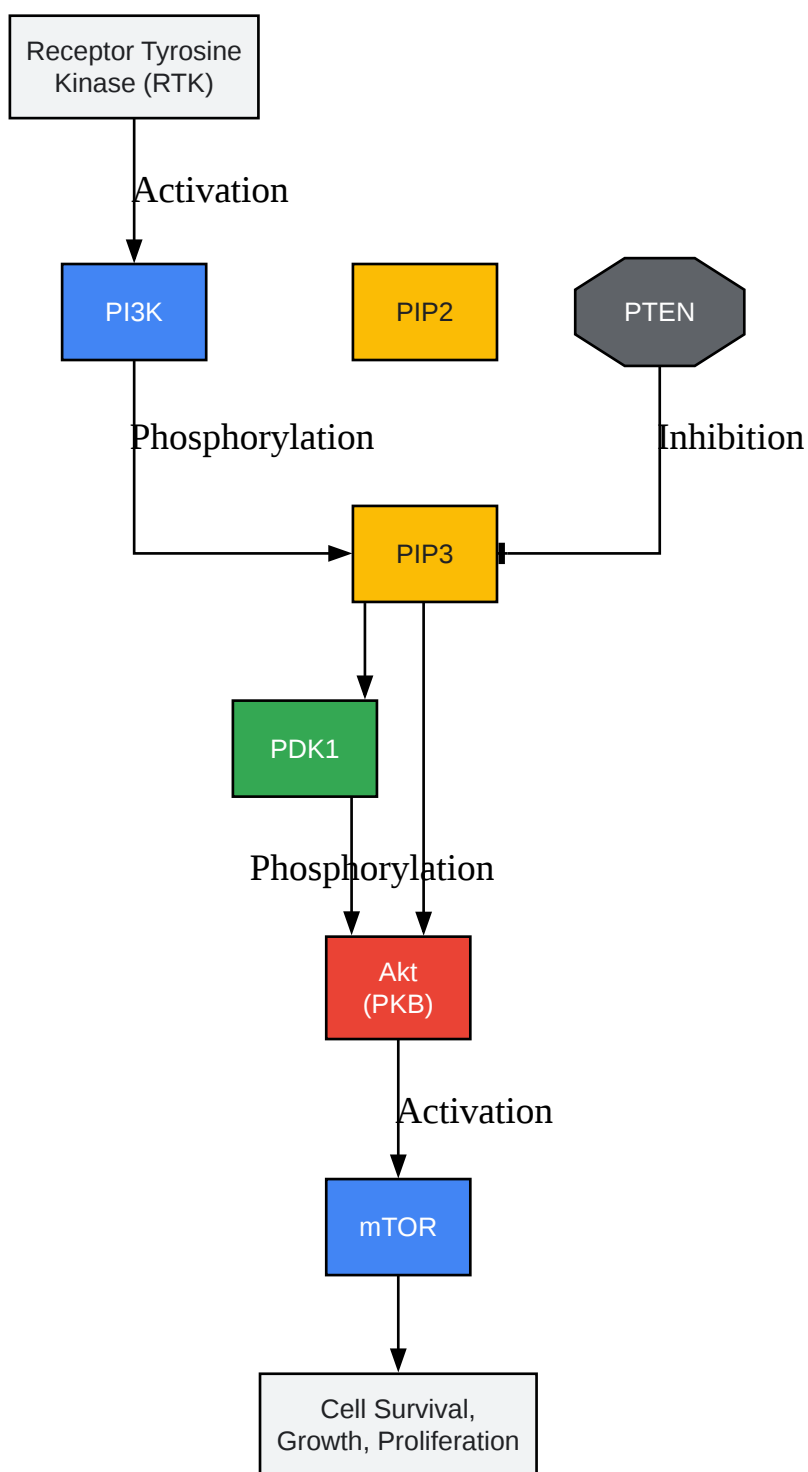 Receptor Tyrosine
Kinase (RTK)
Activation
PI3K
PIP2
PTEN
Phosphorylation
Inhibition
PIP3
PDK1
Phosphorylation
Akt
(PKB)
Activation
mTOR
Cell Survival,
Growth, Proliferation